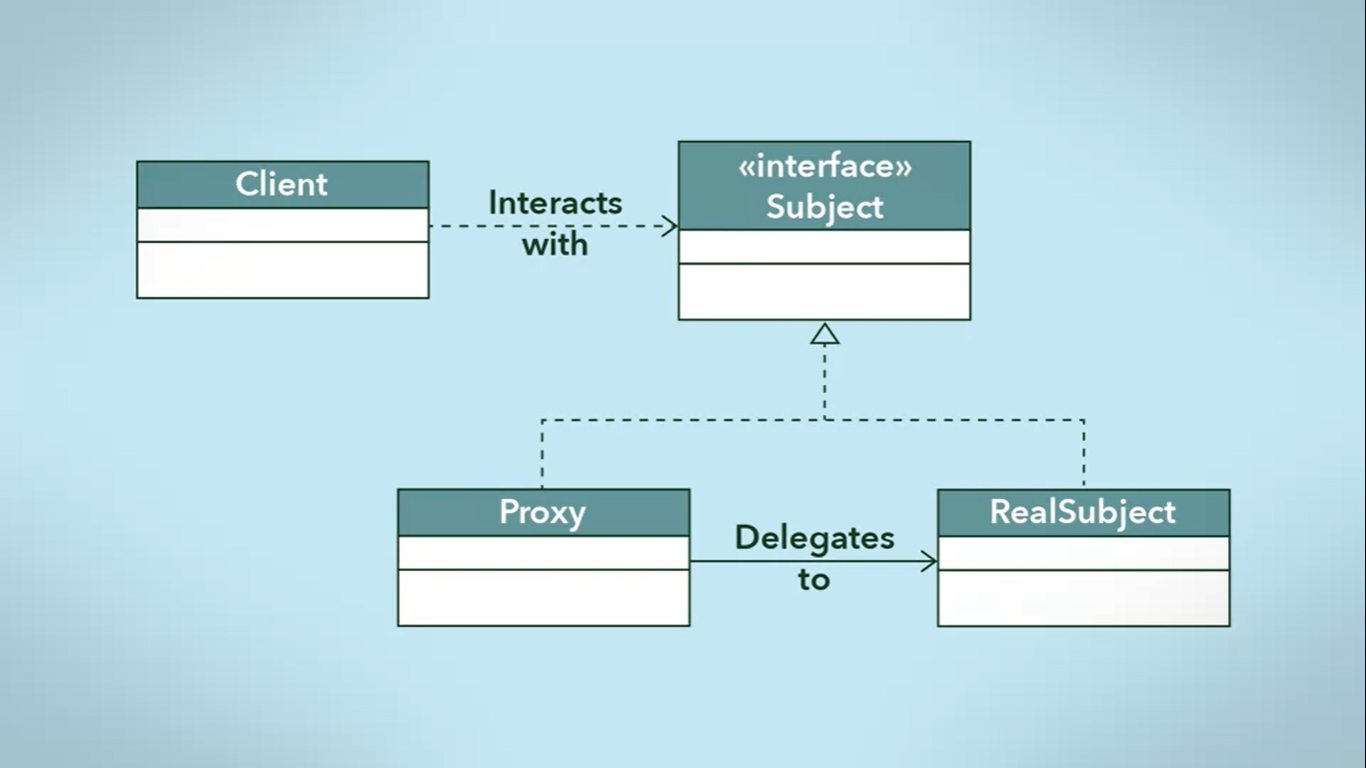 Client
Interacts
with
«interface»
Subject
Proxy
Delegates
to
RealSubject